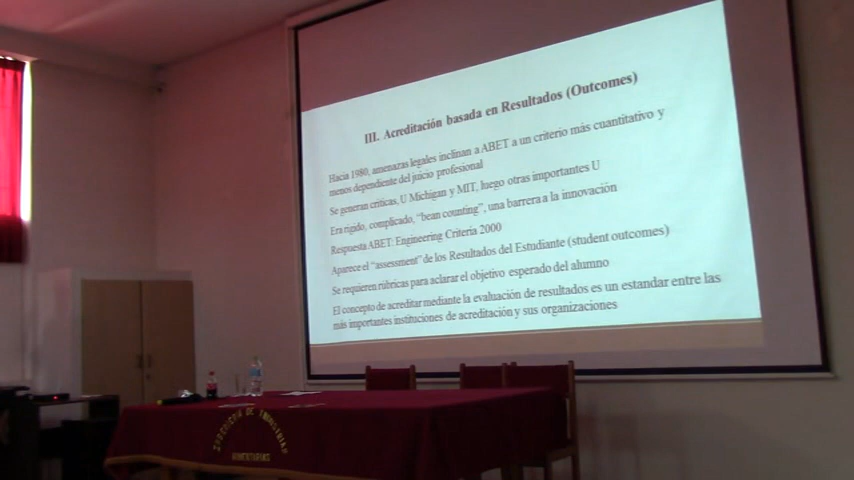 III. Acreditación basada en Resultados (Outcomes)
Hacia 1980, amenazas legales inclinan a ABET a un criterio más cuantitativo y
menos dependiente del juicio profesional
Se generan críticas, U Michigan y MIT, luego otras importantes U
Era rígido, complicado, "bean counting", una barrera a la innovación
Respuesta ABET: Engineering Criteria 2000
Aparece el "assessment" de los Resultados del Estudiante (student outcomes)
Se requieren rúbricas para aclarar el objetivo esperado del alumno
El concepto de acreditar mediante la evaluación de resultados es un estandar entre las
más importantes instituciones de acreditación y sus organizaciones
INGENIERIA DE INDUSTRIAS
ALIMENTARIAS